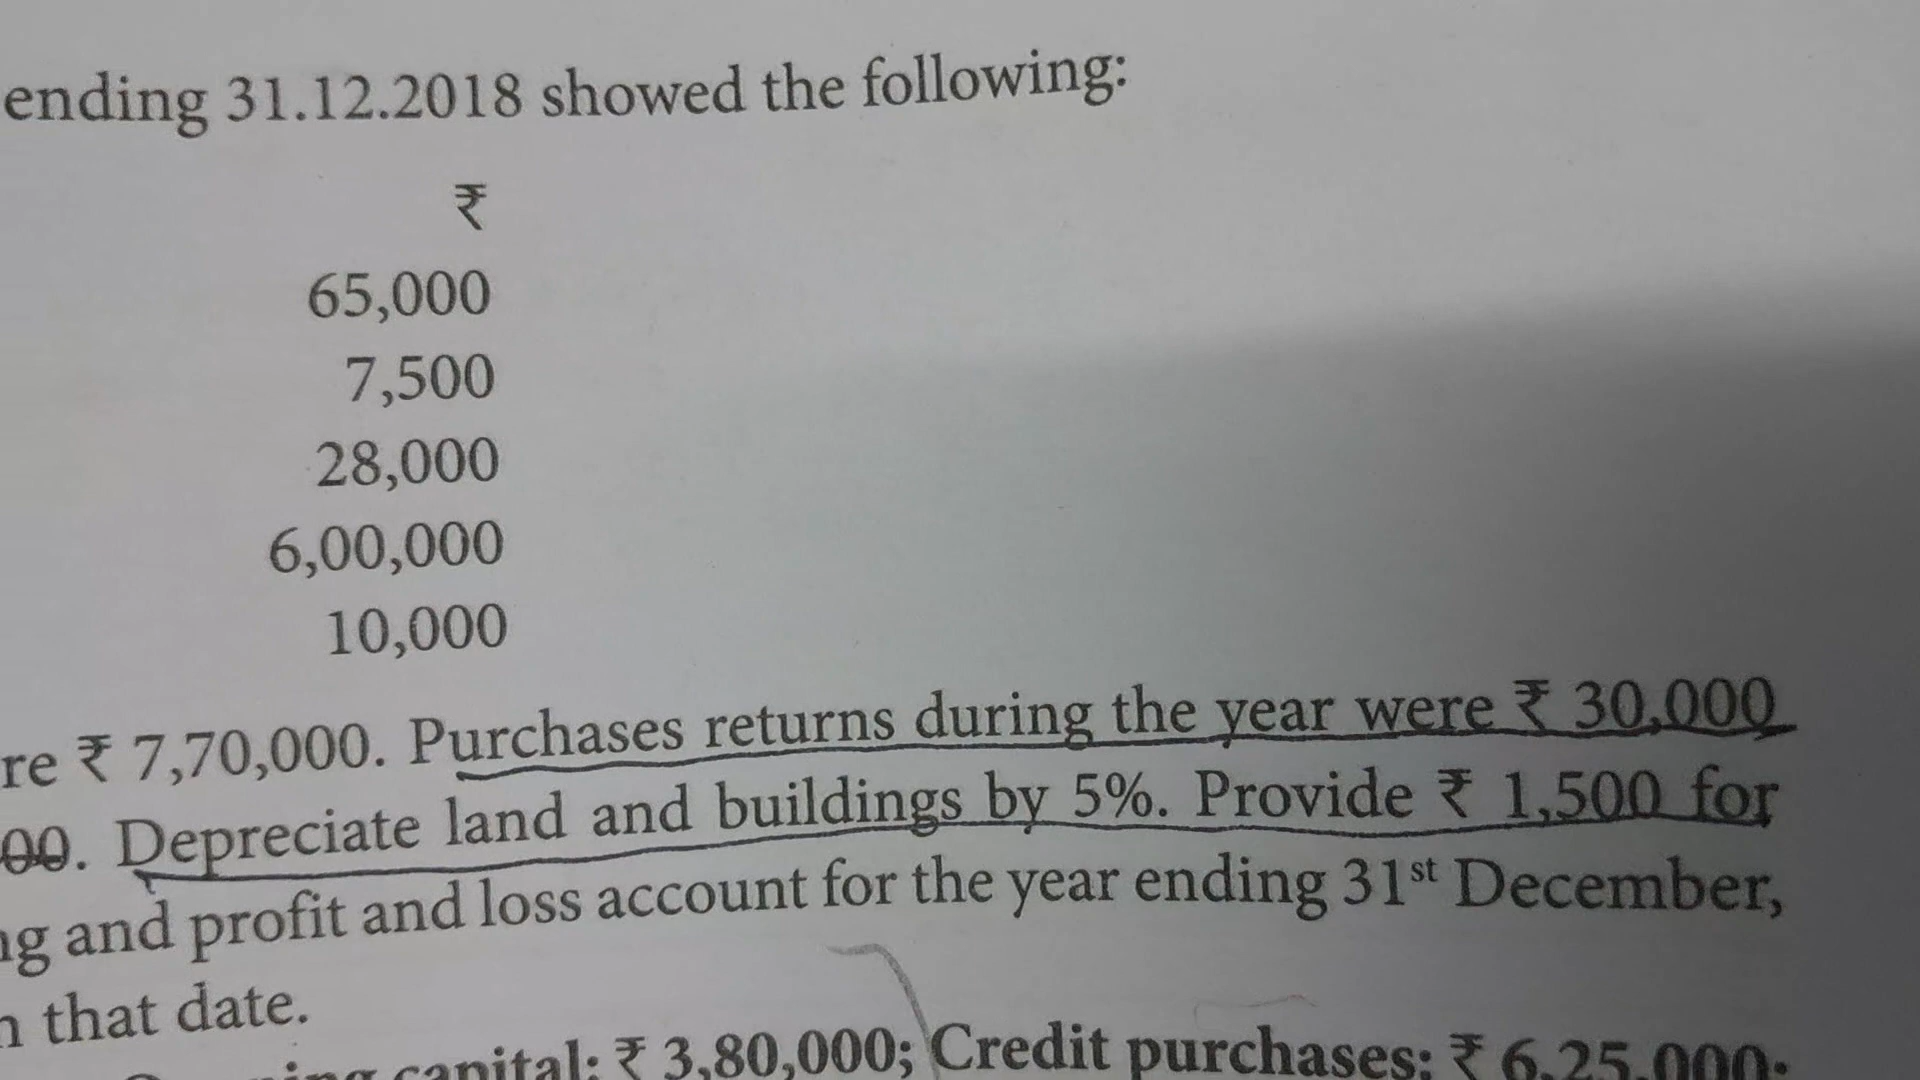 ending 31.12.2018 showed the following:
₹
65,000
7,500
28,000
6,00,000
10,000
re ₹ 7,70,000. Purchases returns during the year were ₹ 30,000
00. Depreciate land and buildings by 5%. Provide ₹ 1,500 for
g and profit and loss account for the year ending 31st December,
that date.
capital: ₹ 3,80,000; Credit purchases: ₹ 6,25,000;